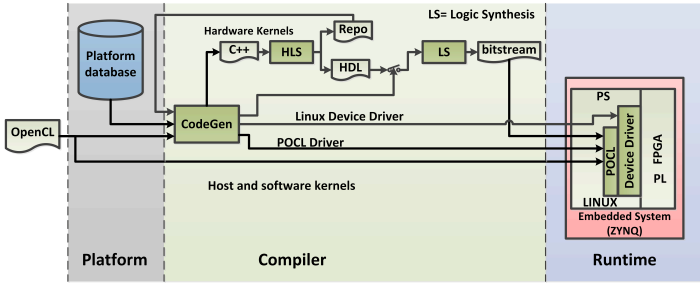 LS= Logic Synthesis
Hardware Kernels
Repo
C++
HLS
HDL
LS
bitstream
Platform
database
OpenCL
CodeGen
Linux Device Driver
POCL Driver
Host and software kernels
PS
POCL
Device Driver
FPGA
PL
LINUX
Embedded System
(ZYNQ)
Platform
Compiler
Runtime